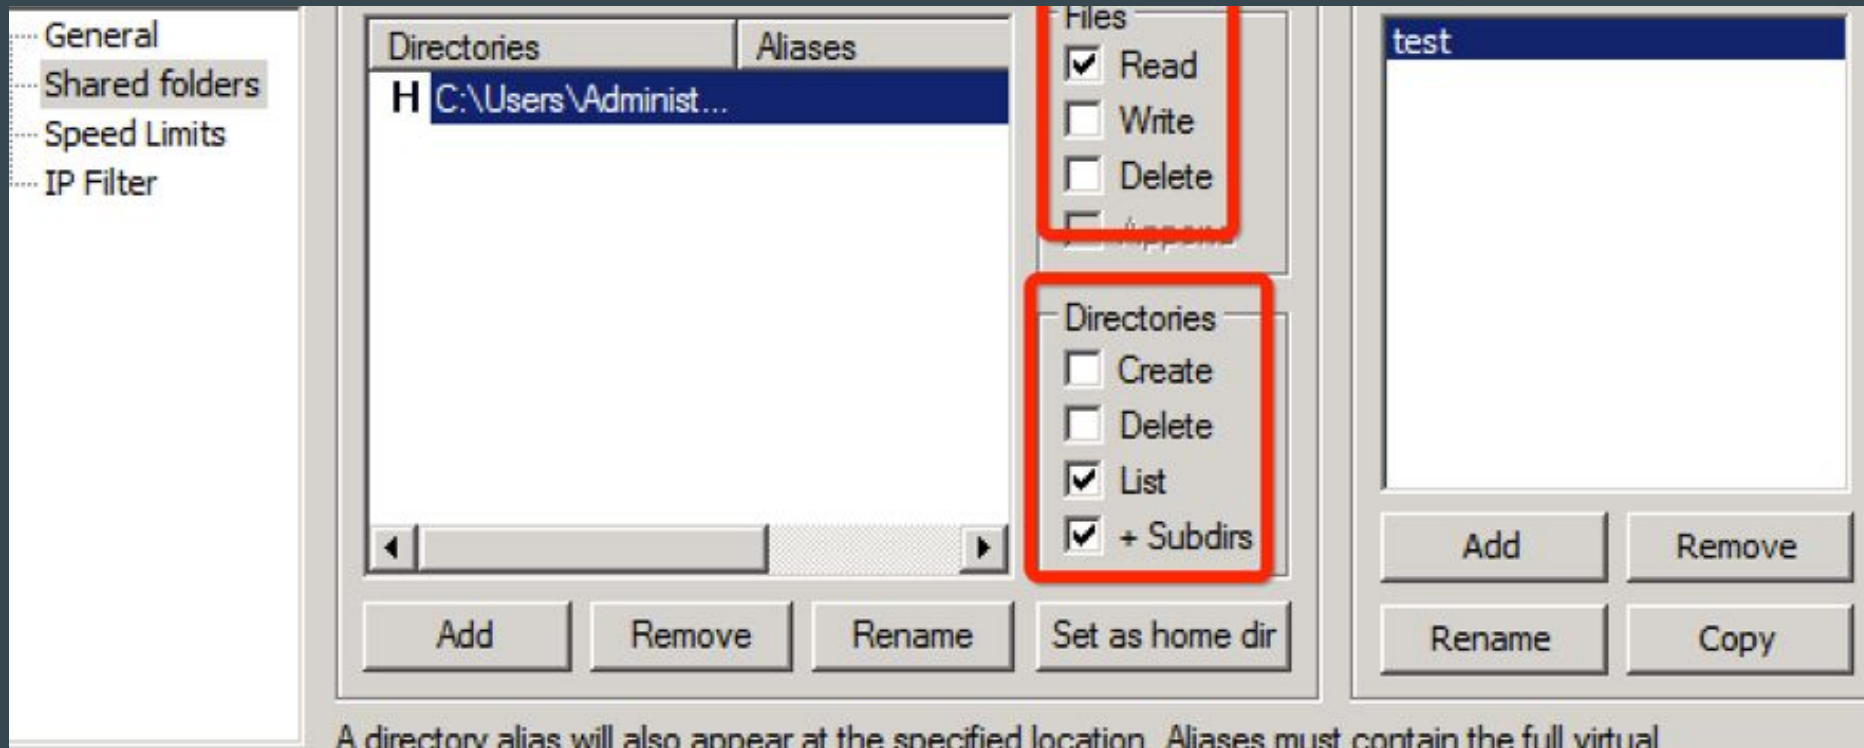 General
Shared folders
Speed Limits
IP Filter
Directories Aliases
H C:\Users\Administ...
Add Remove Rename Set as home dir
Files
Read
Write
Delete
Append
Directories
Create
Delete
List
+ Subdirs
test
Add Remove
Rename Copy
A directory alias will also appear at the specified location. Aliases must contain the full virtual